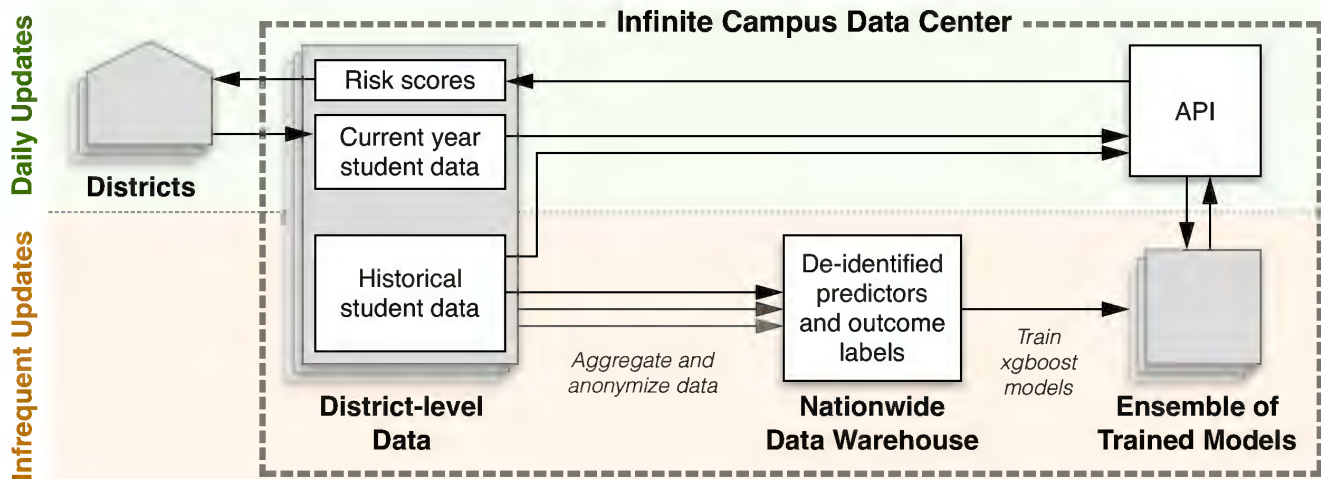 Infinite Campus Data Center
Daily Updates
Risk scores
Current year
student data
API
Districts
Infrequent Updates
Historical
student data
De-identified
predictors
and outcome
labels
Aggregate and
anonymize data
Train
xgboost
models
District-level
Data
Nationwide
Data Warehouse
Ensemble of
Trained Models